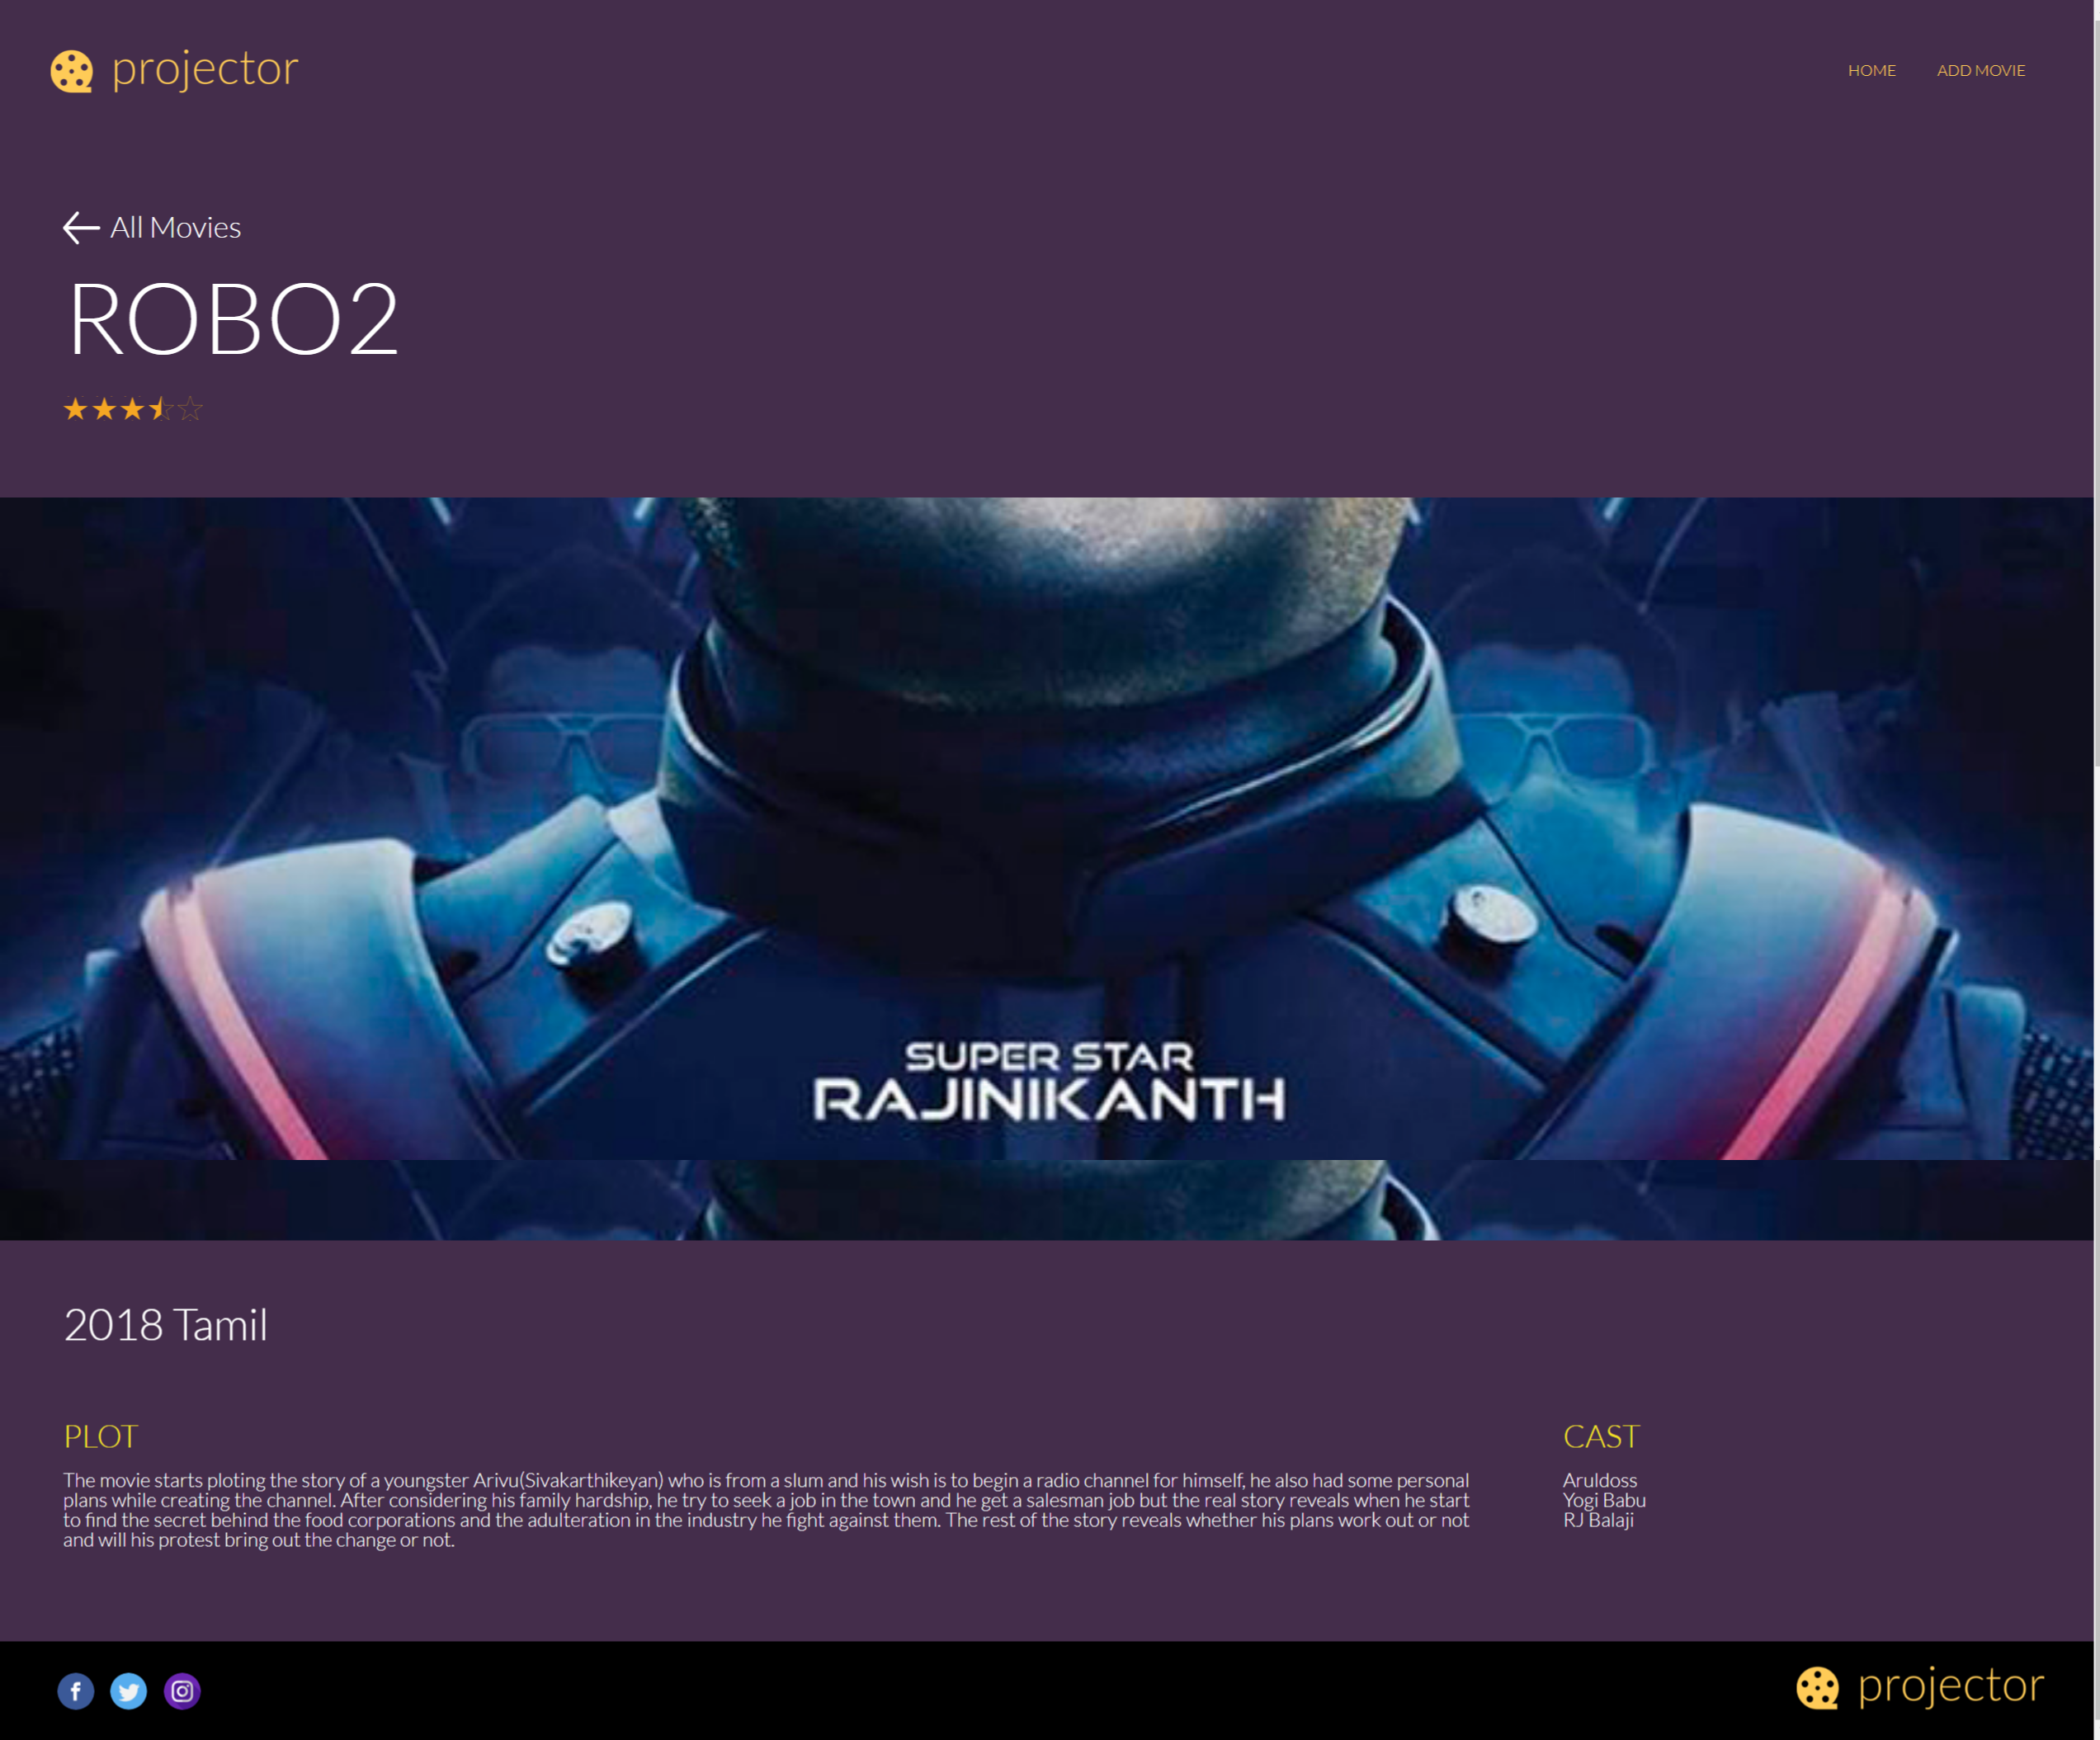 projector
HOME ADD MOVIE
All Movies
ROBO2
SUPER STAR
RAJINIKANTH
2018 Tamil
PLOT
The movie starts ploting the story of a youngster Arivu(Sivakarthikeyan) who is from a slum and his wish is to begin a radio channel for himself, he also had some personal
plans while creating the channel. After considering his family hardship, he try to seek a job in the town and he get a salesman job but the real story reveals when he start
to find the secret behind the food corporations and the adulteration in the industry he fight against them. The rest of the story reveals whether his plans work out or not
and will his protest bring out the change or not.
CAST
Aruldoss
Yogi Babu
RJ Balaji
projector